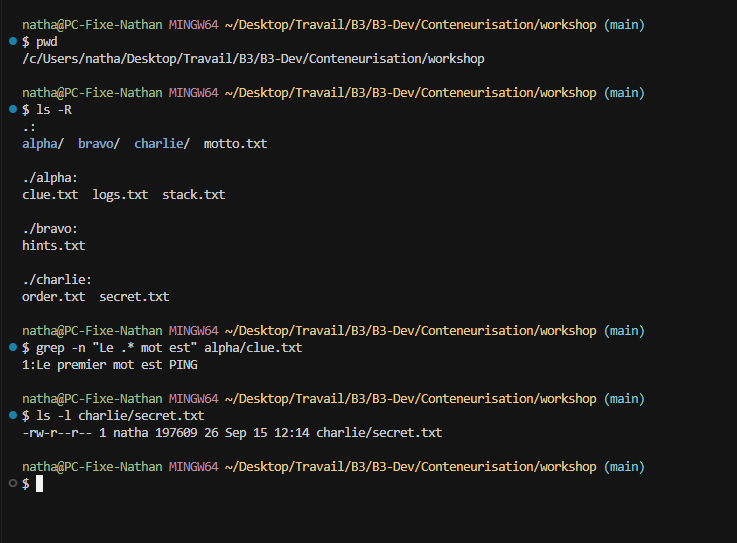 natha@PC-Fixe-Nathan MINGW64 ~/Desktop/Travail/B3/B3-Dev/Conteneurisation/workshop (main)
$ pwd
/c/Users/natha/Desktop/Travail/B3/B3-Dev/Conteneurisation/workshop
natha@PC-Fixe-Nathan MINGW64 ~/Desktop/Travail/B3/B3-Dev/Conteneurisation/workshop (main)
$ ls -R
.:
alpha/  bravo/  charlie/  motto.txt
./alpha:
clue.txt  logs.txt  stack.txt
./bravo:
hints.txt
./charlie:
order.txt  secret.txt
natha@PC-Fixe-Nathan MINGW64 ~/Desktop/Travail/B3/B3-Dev/Conteneurisation/workshop (main)
$ grep -n "Le .* mot est" alpha/clue.txt
1:Le premier mot est PING
natha@PC-Fixe-Nathan MINGW64 ~/Desktop/Travail/B3/B3-Dev/Conteneurisation/workshop (main)
$ ls -l charlie/secret.txt
-rw-r--r-- 1 natha 197609 26 Sep 15 12:14 charlie/secret.txt
natha@PC-Fixe-Nathan MINGW64 ~/Desktop/Travail/B3/B3-Dev/Conteneurisation/workshop (main)
$